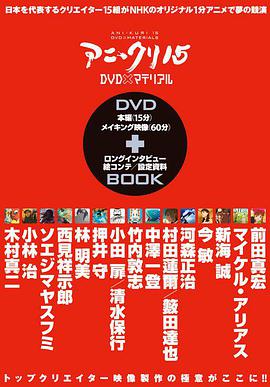 日本を代表するクリエイター15組がNHKのオリジナル1分アニメで夢の競演
ANI・KURI 15
DVD×MATERIALS
アニ・クリ15
DVD×マテリアル
DVD
本編(15分)
メイキング映像(60分)
+
ロングインタビュー
絵コンテ/設定資料
BOOK
前田真宏
マイケル・アリアス
新海 誠
今 敏
河森正治
村田蓮爾/籔田達也
中澤一登
竹内敦志
小田 扉/清水保行
押井 守
林 明美
西見祥示郎
ソエジマヤスフミ
小林 治
木村真二
トップクリエイター映像製作の極意がここに!!